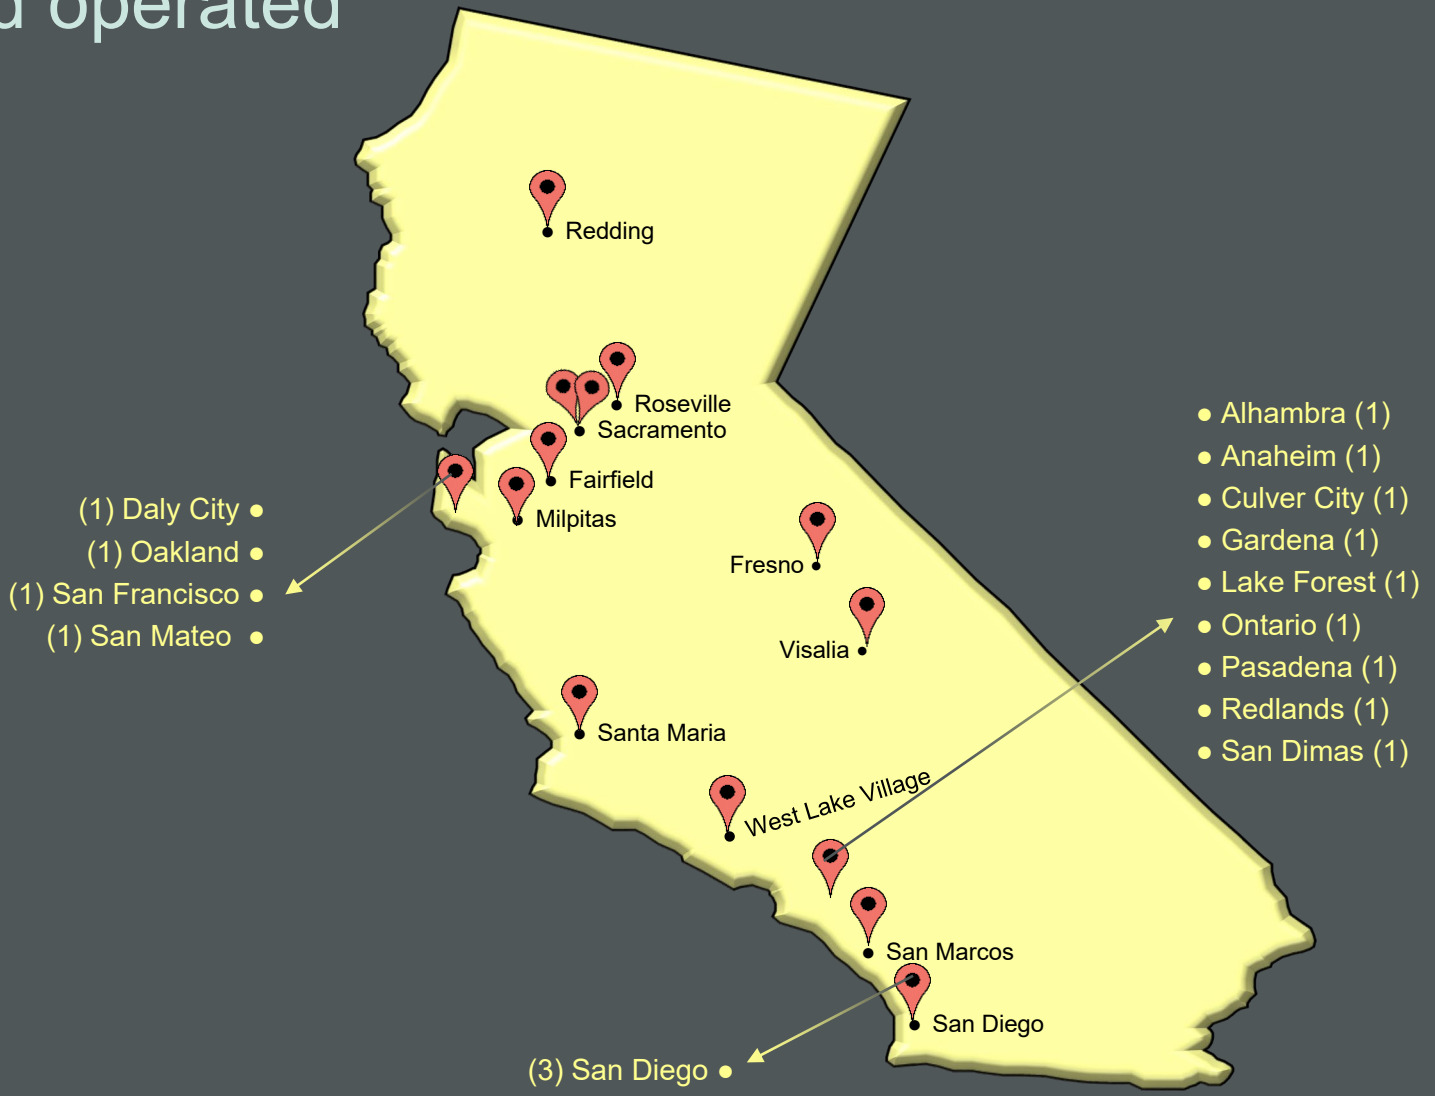 d operated
Redding
Roseville
Sacramento
Fairfield
Milpitas
(1) Daly City ●
(1) Oakland ●
(1) San Francisco ●
(1) San Mateo ●
Fresno
Visalia
Santa Maria
West Lake Village
● Alhambra (1)
● Anaheim (1)
● Culver City (1)
● Gardena (1)
● Lake Forest (1)
● Ontario (1)
● Pasadena (1)
● Redlands (1)
● San Dimas (1)
San Marcos
San Diego
(3) San Diego ●